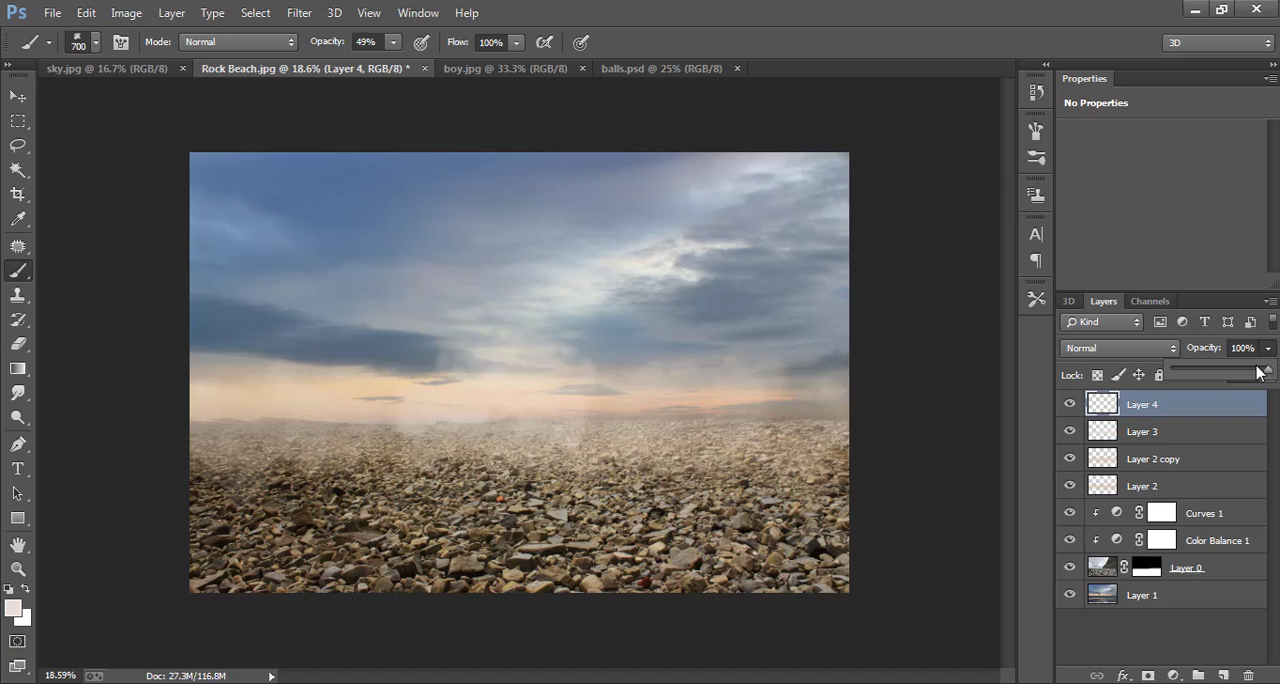 Ps File Edit Image Layer Type Select Filter 3D View Window Help
700 Mode: Normal Opacity: 49% Flow: 100% 3D
sky.jpg @ 16.7% (RGB/8) × Rock Beach.jpg @ 18.6% (Layer 4, RGB/8) * × boy.jpg @ 33.3% (RGB/8) × balls.psd @ 25% (RGB/8) ×
Properties
No Properties
3D Layers Channels
Kind
Normal Opacity: 100%
Lock:
Layer 4
Layer 3
Layer 2 copy
Layer 2
Curves 1
Color Balance 1
Layer 0
Layer 1
18.59% Doc: 27.3M/116.8M